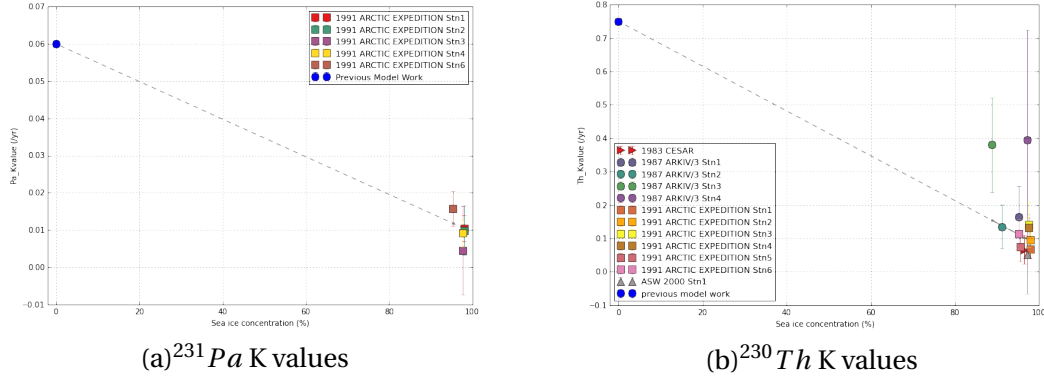 0.07
0.06
0.05
0.04
0.03
0.02
0.01
0.00
−0.01
Pa_Kvalue (/yr)
1991 ARCTIC EXPEDITION Stn1
1991 ARCTIC EXPEDITION Stn2
1991 ARCTIC EXPEDITION Stn3
1991 ARCTIC EXPEDITION Stn4
1991 ARCTIC EXPEDITION Stn6
Previous Model Work
0 20 40 60 80 100
Sea ice concentration (%)
(a)²³¹Pa K values
0.8
0.7
0.6
0.5
0.4
0.3
0.2
0.1
0.0
−0.1
Th_Kvalue (/yr)
1983 CESAR
1987 ARKIV/3 Stn1
1987 ARKIV/3 Stn2
1987 ARKIV/3 Stn3
1987 ARKIV/3 Stn4
1991 ARCTIC EXPEDITION Stn1
1991 ARCTIC EXPEDITION Stn2
1991 ARCTIC EXPEDITION Stn3
1991 ARCTIC EXPEDITION Stn4
1991 ARCTIC EXPEDITION Stn5
1991 ARCTIC EXPEDITION Stn6
ASW 2000 Stn1
previous model work
0 20 40 60 80 100
Sea ice concentration (%)
(b)²³⁰Th K values